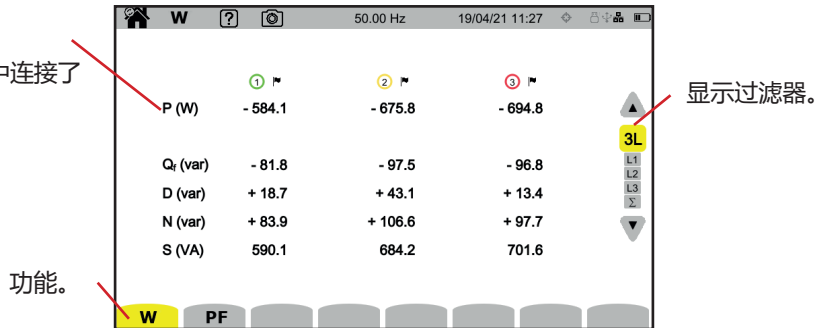 W ? 50.00 Hz 19/04/21 11:27
中连接了
1 2 3
显示过滤器。
P (W) - 584.1 - 675.8 - 694.8
3L
L1
Qf (var) - 81.8 - 97.5 - 96.8
L2
L3
D (var) + 18.7 + 43.1 + 13.4
Σ
N (var) + 83.9 + 106.6 + 97.7
S (VA) 590.1 684.2 701.6
功能。
W PF